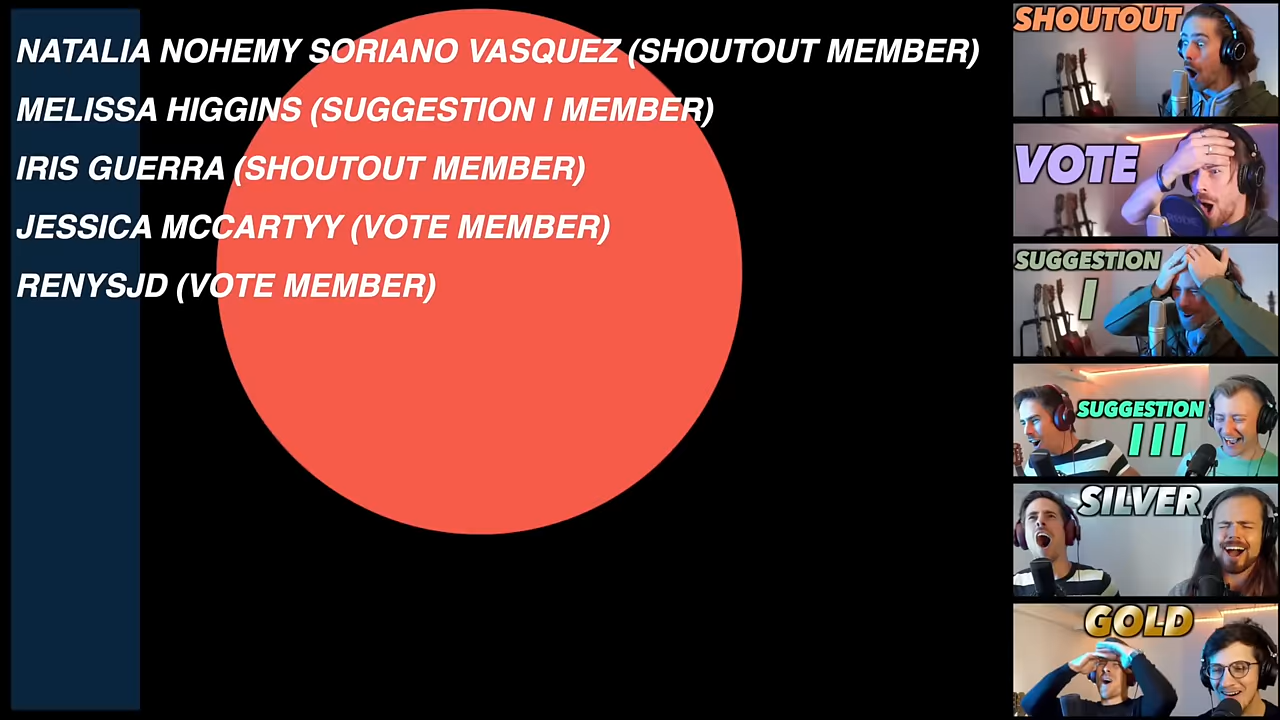 NATALIA NOHEMY SORIANO VASQUEZ (SHOUTOUT MEMBER)
MELISSA HIGGINS (SUGGESTION I MEMBER)
IRIS GUERRA (SHOUTOUT MEMBER)
JESSICA MCCARTYY (VOTE MEMBER)
RENYSJD (VOTE MEMBER)
SHOUTOUT
VOTE
SUGGESTION
I
SUGGESTION
III
SILVER
GOLD